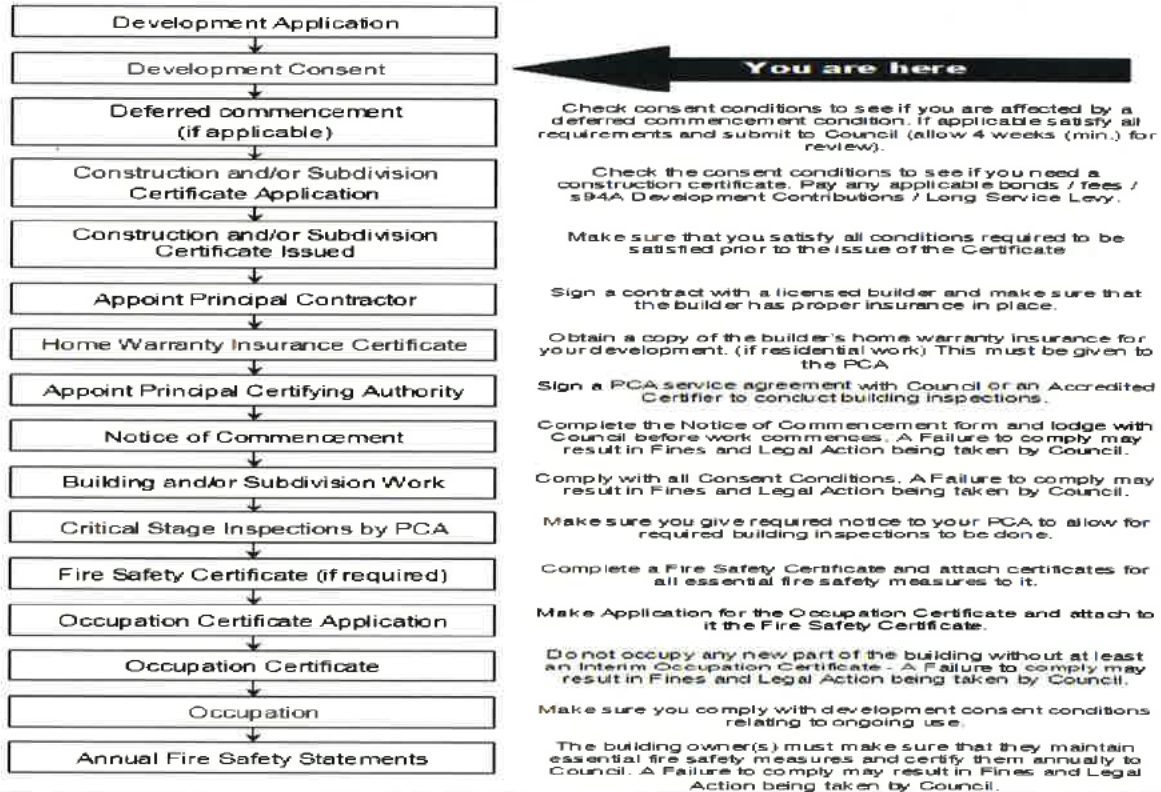 Development Application
Development Consent
You are here
Deferred commencement
(if applicable)
Check consent conditions to see if you are affected by a
deferred commencement condition. If applicable satisfy all
requirements and submit to Council (allow 4 weeks (min.) for
review).
Construction and/or Subdivision
Certificate Application
Check the consent conditions to see if you need a
construction certificate. Pay any applicable bonds / fees /
s94A Development Contributions / Long Service Levy.
Construction and/or Subdivision
Certificate Issued
Make sure that you satisfy all conditions required to be
satisfied prior to the issue of the Certificate
Appoint Principal Contractor
Sign a contract with a licensed builder and make sure that
the builder has proper insurance in place.
Home Warranty Insurance Certificate
Obtain a copy of the builder's home warranty insurance for
your development. (if residential work) This must be given to
the PCA
Appoint Principal Certifying Authority
Sign a PCA service agreement with Council or an Accredited
Certifier to conduct building inspections.
Notice of Commencement
Complete the Notice of Commencement form and lodge with
Council before work commences. A Failure to comply may
result in Fines and Legal Action being taken by Council.
Building and/or Subdivision Work
Comply with all Consent Conditions. A Failure to comply may
result in Fines and Legal Action being taken by Council.
Critical Stage Inspections by PCA
Make sure you give required notice to your PCA to allow for
required building inspections to be done.
Fire Safety Certificate (if required)
Complete a Fire Safety Certificate and attach certificates for
all essential fire safety measures to it.
Occupation Certificate Application
Make Application for the Occupation Certificate and attach to
it the Fire Safety Certificate.
Occupation Certificate
Do not occupy any new part of the building without at least
an Interim Occupation Certificate - A Failure to comply may
result in Fines and Legal Action being taken by Council.
Occupation
Make sure you comply with development consent conditions
relating to ongoing use.
Annual Fire Safety Statements
The building owner(s) must make sure that they maintain
essential fire safety measures and certify them annually to
Council. A Failure to comply may result in Fines and Legal
Action being taken by Council.